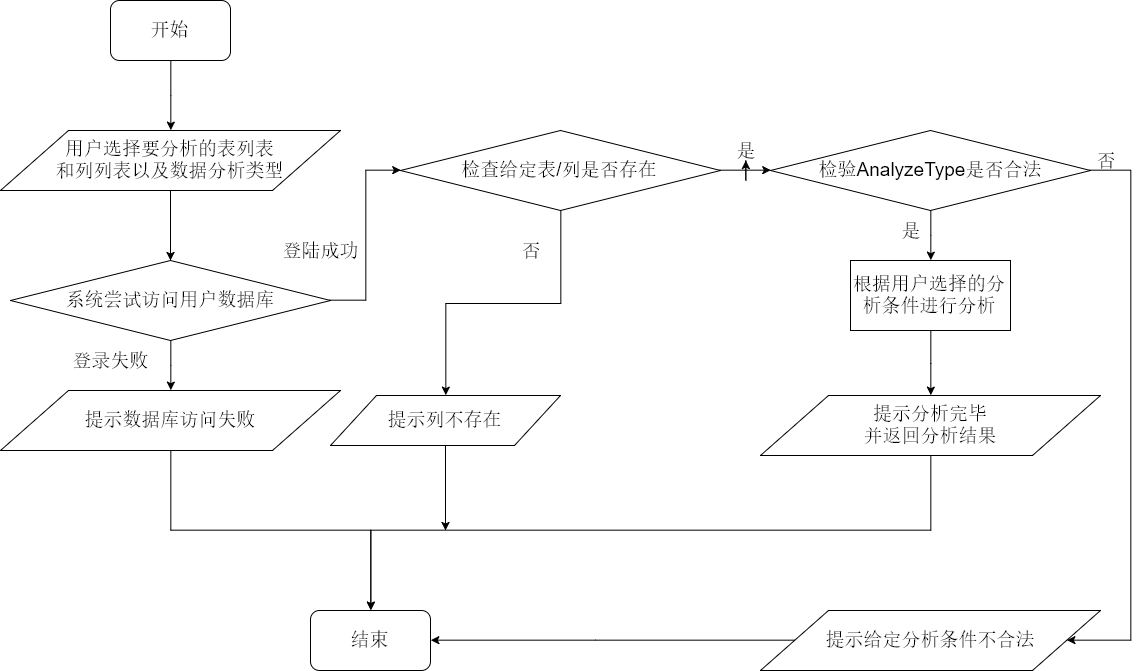 开始
用户选择要分析的表列表
和列列表以及数据分析类型
系统尝试访问用户数据库
登陆成功
登录失败
提示数据库访问失败
检查给定表/列是否存在
是
否
提示列不存在
检验AnalyzeType是否合法
否
是
根据用户选择的分
析条件进行分析
提示分析完毕
并返回分析结果
提示给定分析条件不合法
结束